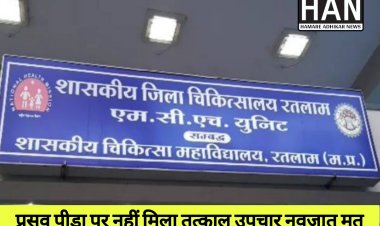 HAN
HAMARE ADHIKAR NEWS
शासकीय जिला चिकित्सालय रतलाम
एम.सी.एच. युनिट
सम्बद्ध
शासकीय चिकित्सा महाविद्यालय, रतलाम (म.प्र.)
प्रसव पीड़ा पर नहीं मिला तत्काल उपचार नवजात मृत